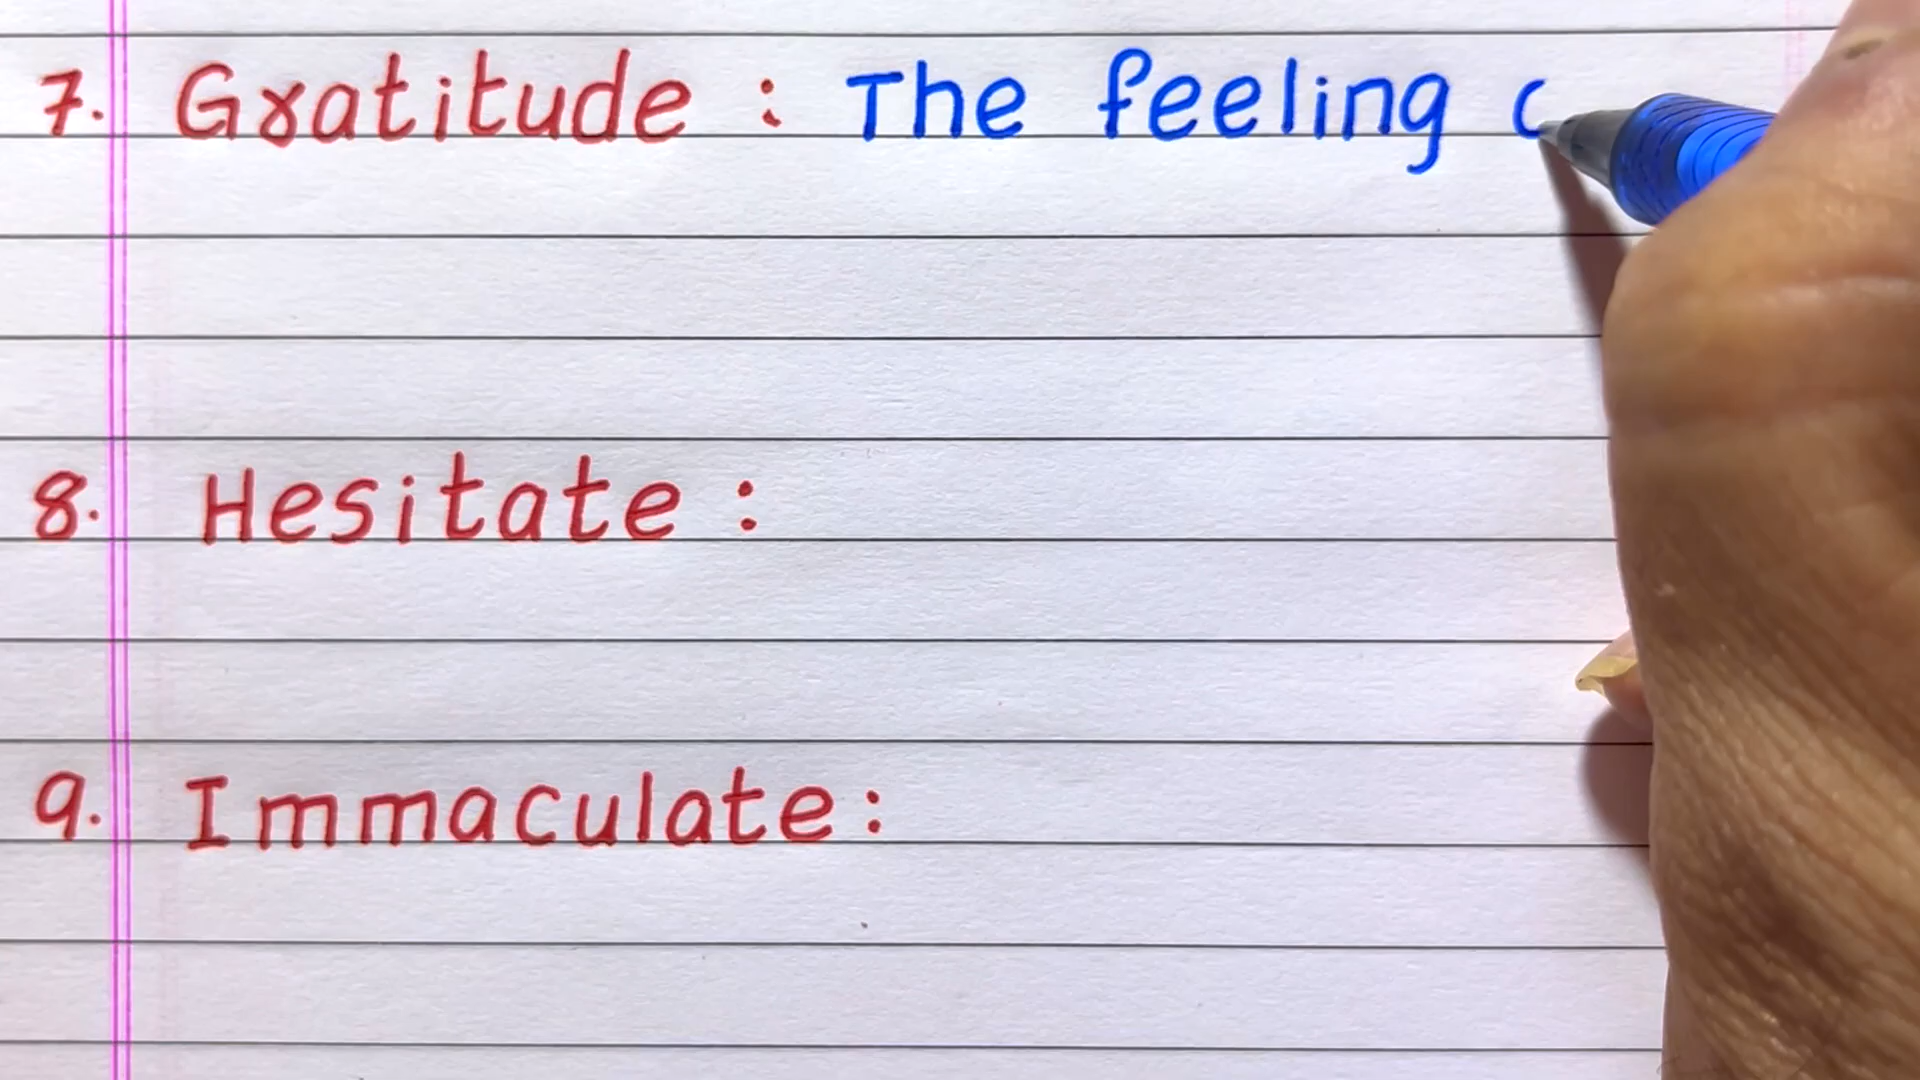 7. Gratitude : The feeling
8. Hesitate :
9. Immaculate: